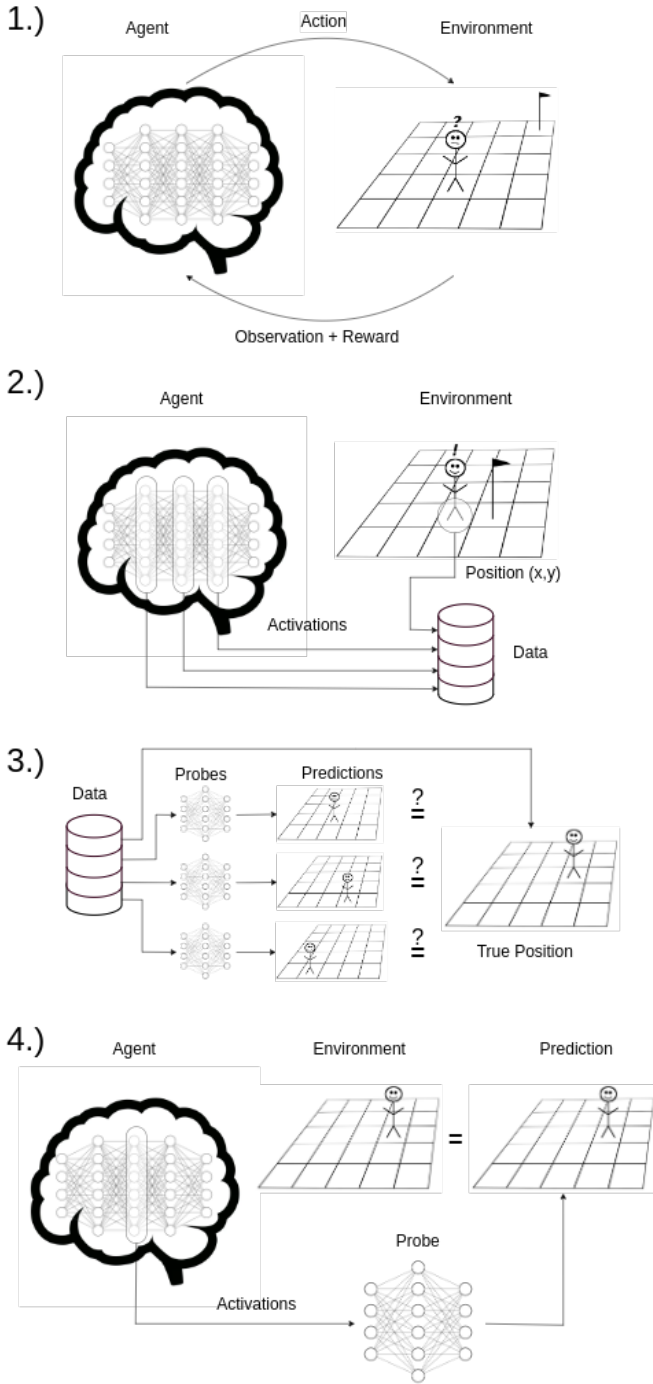 1.)
Agent
Action
Environment
?
Observation + Reward
2.)
Agent
Environment
!
Position (x,y)
Activations
Data
3.)
Data
Probes
Predictions
?
=
?
=
?
=
True Position
4.)
Agent
Environment
Prediction
=
Probe
Activations